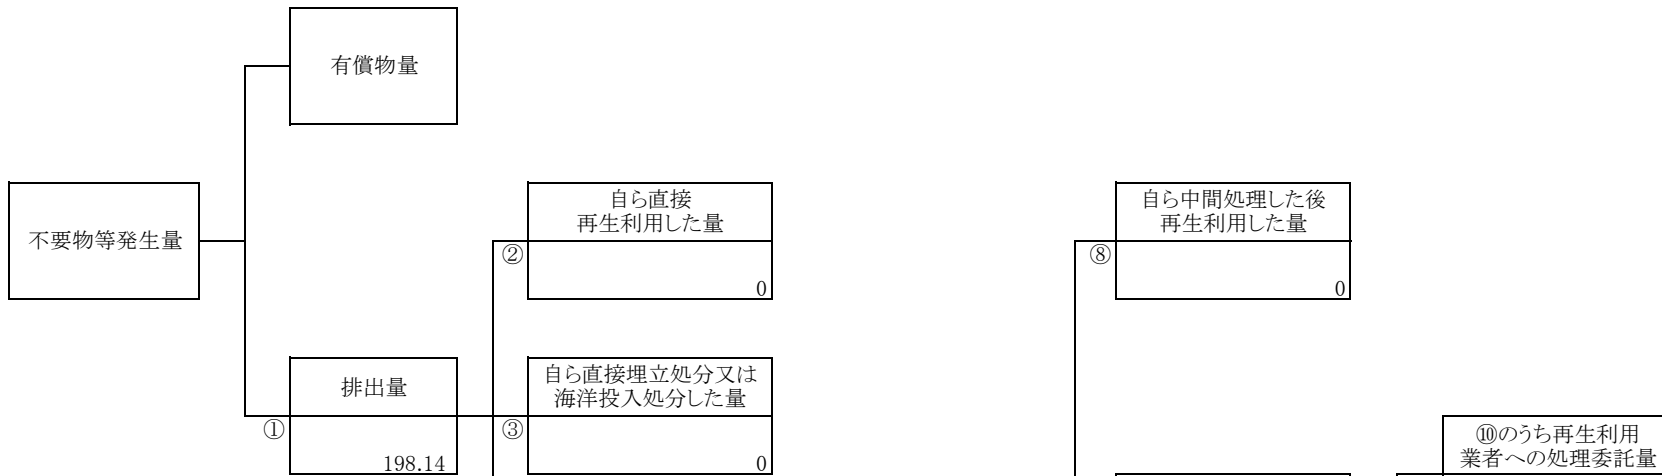 有償物量
不要物等発生量
自ら直接
再生利用した量
②
0
自ら中間処理した後
再生利用した量
⑧
0
排出量
①
198.14
自ら直接埋立処分又は
海洋投入処分した量
③
0
⑩のうち再生利用
業者への処理委託量